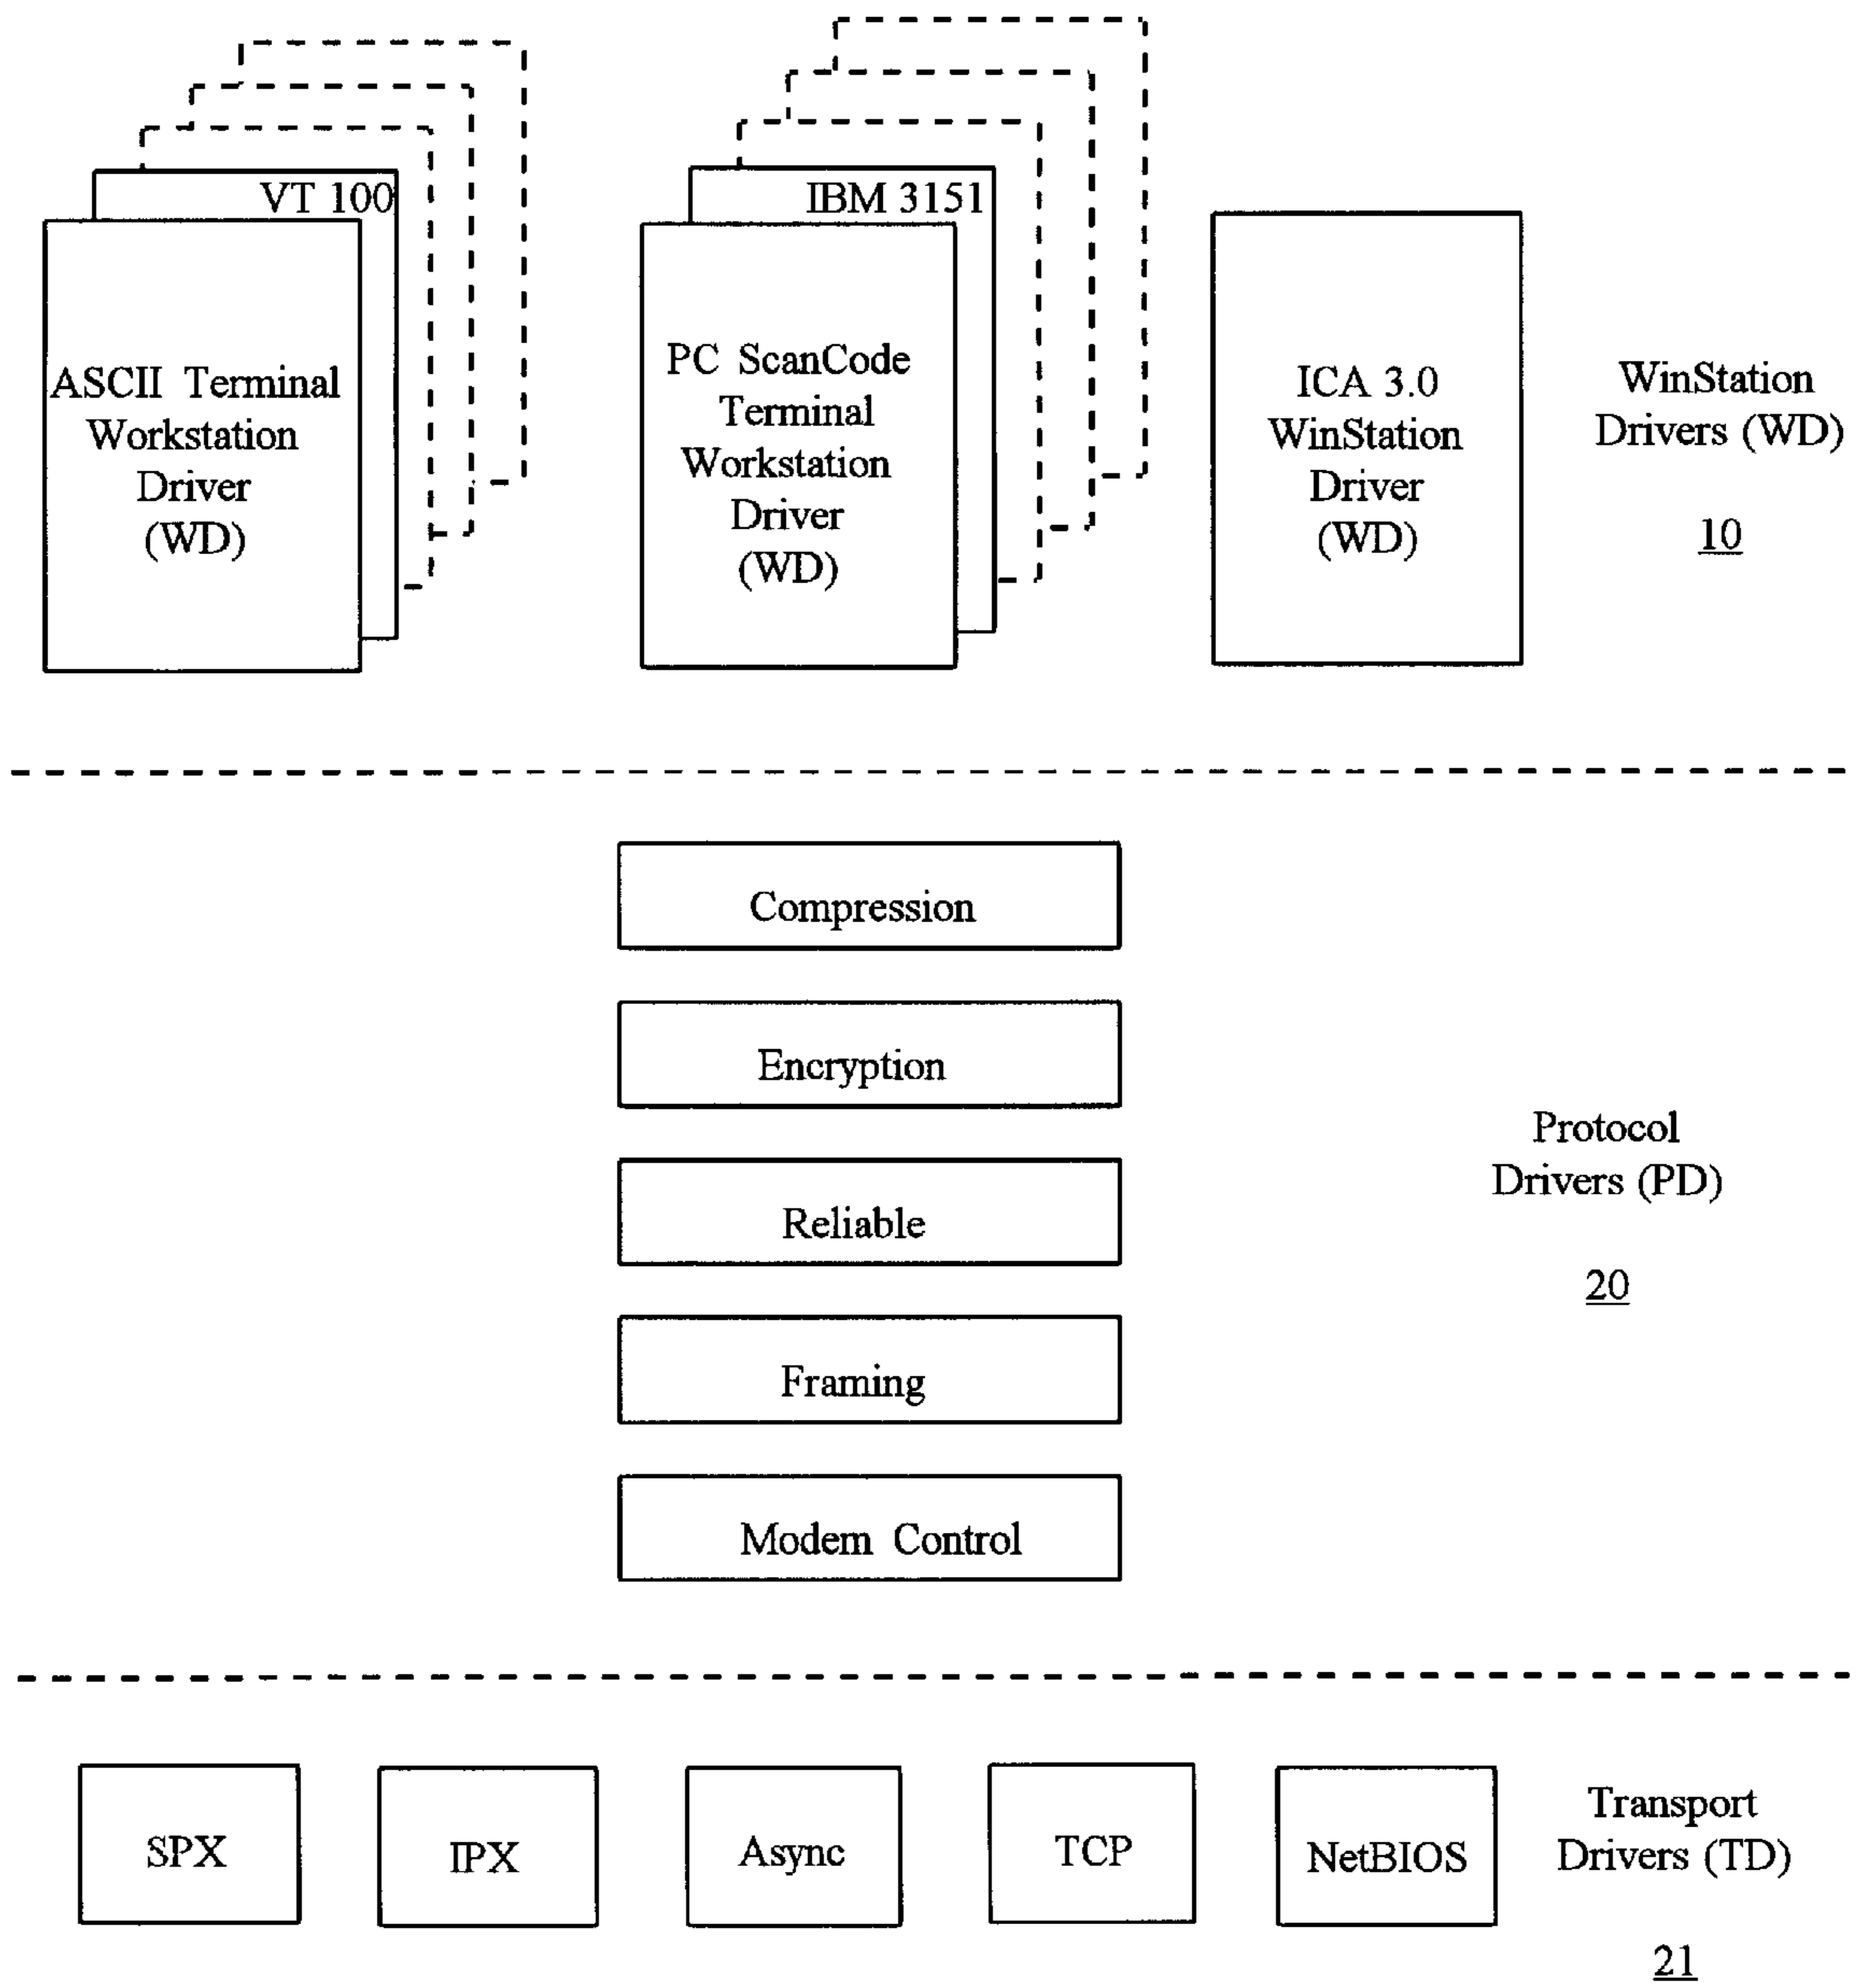 VT 100
ASCII Terminal
Workstation
Driver
(WD)
IBM 3151
PC ScanCode
Terminal
Workstation
Driver
(WD)
ICA 3.0
WinStation
Driver
(WD)
WinStation
Drivers (WD)
10
Compression
Encryption
Reliable
Framing
Modem Control
Protocol
Drivers (PD)
20
SPX
IPX
Async
TCP
NetBIOS
Transport
Drivers (TD)
21